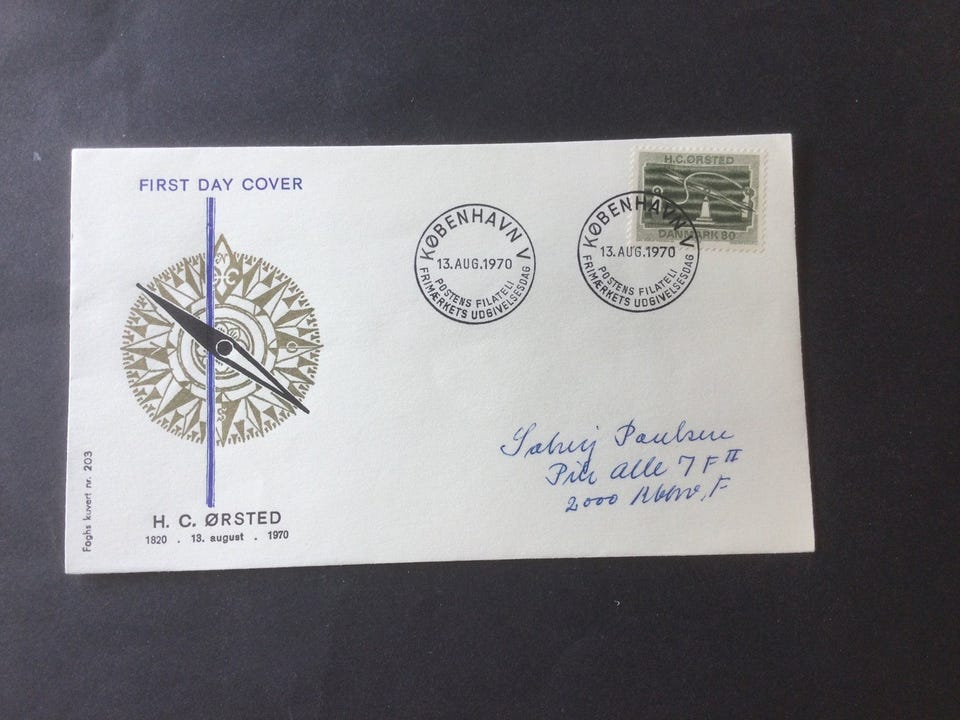 FIRST DAY COVER
H.C.ØRSTED
DANMARK 80
KØBENHAVN V
13.AUG.1970
POSTENS FILATELI
FRIMÆRKETS UDGIVELSESDAG
KØBENHAVN V
13.AUG.1970
POSTENS FILATELI
FRIMÆRKETS UDGIVELSESDAG
Paulsen
Alle 7 F II
2000 F
Foghs kuvert nr. 203
H. C. ØRSTED
1820 . 13. august . 1970